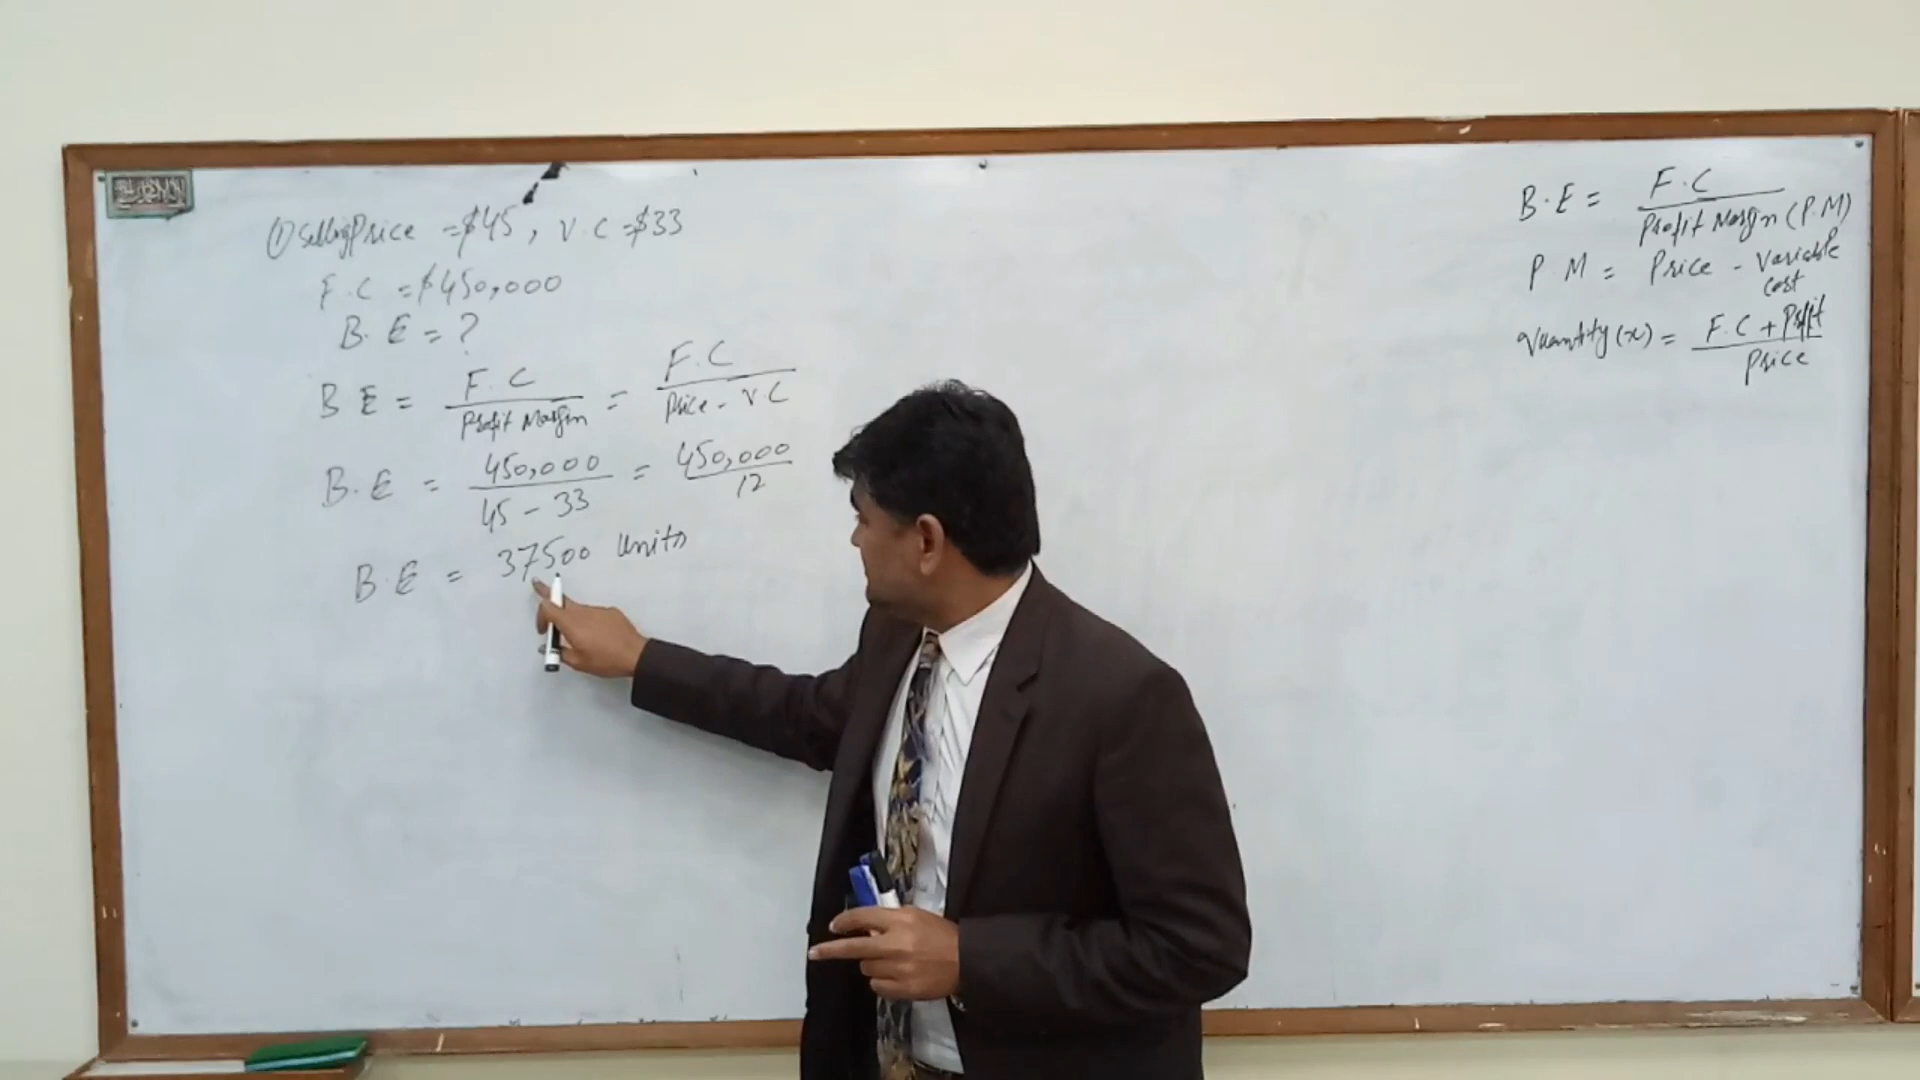 ① Selling Price = $45, V.C = $33
F.C = $450,000
B.E = ?
B E = F.C / Profit Margin = F.C / Price - V.C
B.E = 450,000 / 45 - 33 = 450,000 / 12
B.E = 37500 units
B.E = F.C / Profit Margin (P.M)
P.M = Price - Variable cost
Quantity (x) = F.C + Profit / Price